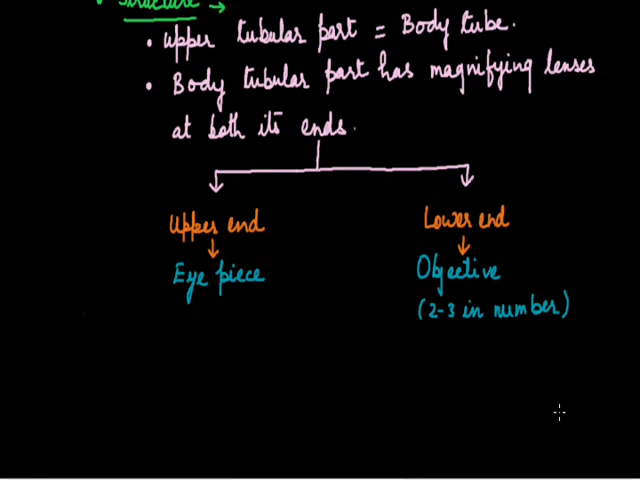 • Structure →
• Upper tubular part = Body tube.
• Body tubular part has magnifying lenses
at both its ends.
Upper end
Lower end
Eye piece
Objective
(2-3 in number)